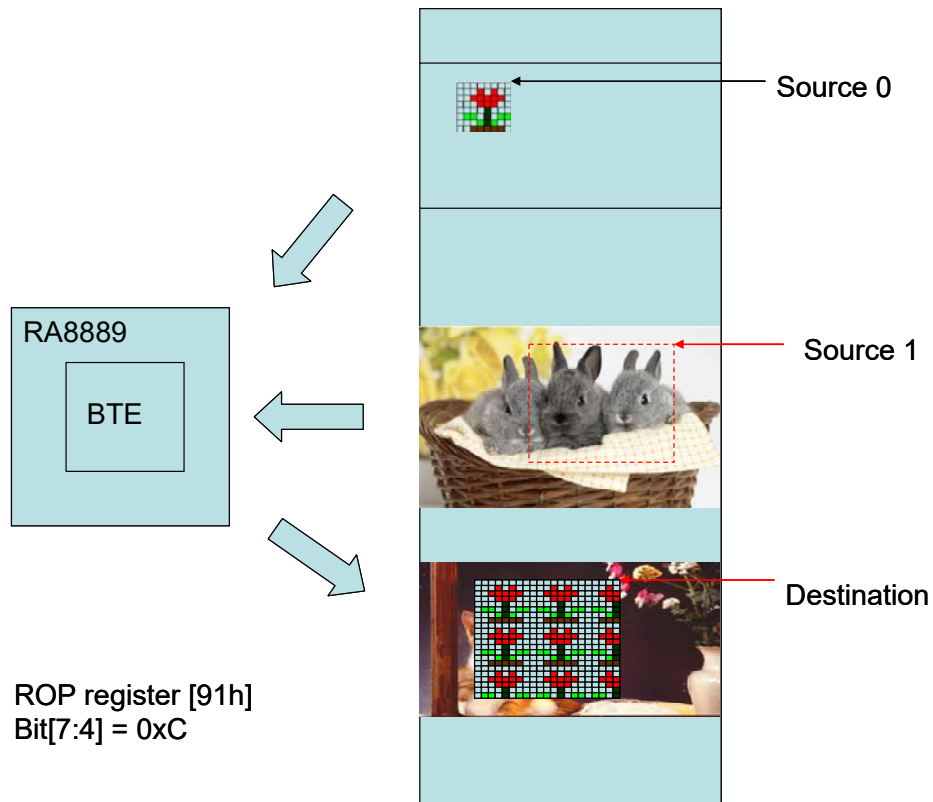 Source 0
RA8889
BTE
Source 1
Destination
ROP register [91h]
Bit[7:4] = 0xC